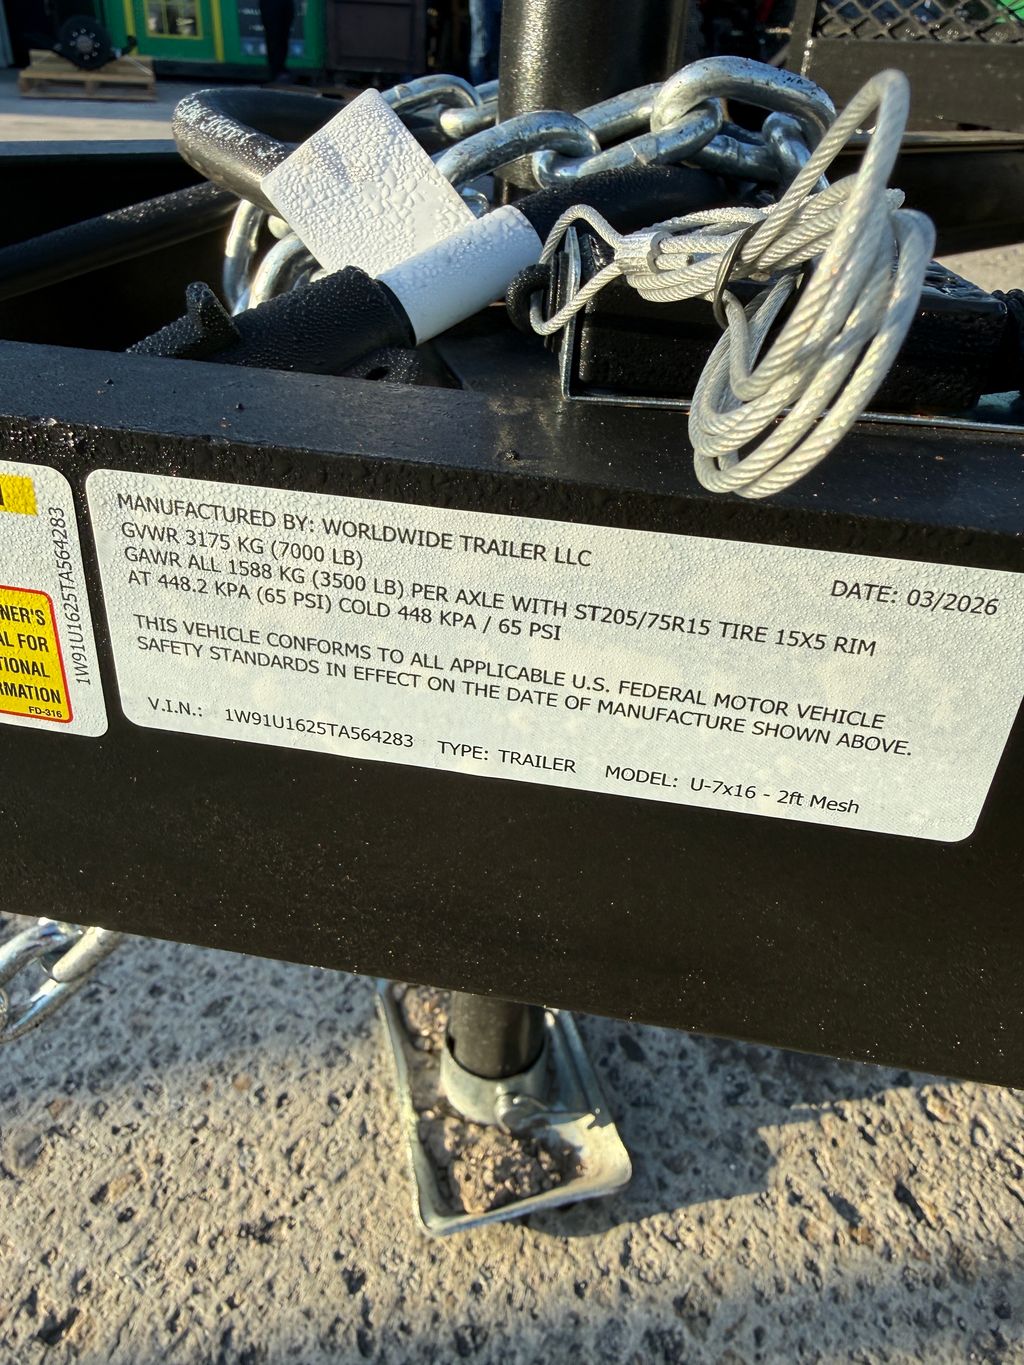 MANUFACTURED BY: WORLDWIDE TRAILER LLC
GVWR 3175 KG (7000 LB)
DATE: 03/2026
GAWR ALL 1588 KG (3500 LB) PER AXLE WITH ST205/75R15 TIRE 15X5 RIM
AT 448.2 KPA (65 PSI) COLD 448 KPA / 65 PSI
THIS VEHICLE CONFORMS TO ALL APPLICABLE U.S. FEDERAL MOTOR VEHICLE
SAFETY STANDARDS IN EFFECT ON THE DATE OF MANUFACTURE SHOWN ABOVE.
V.I.N.: 1W91U1625TA564283 TYPE: TRAILER MODEL: U-7x16 - 2ft Mesh
1W91U1625TA564283
NER'S
AL FOR
TIONAL
RMATION
FD-316